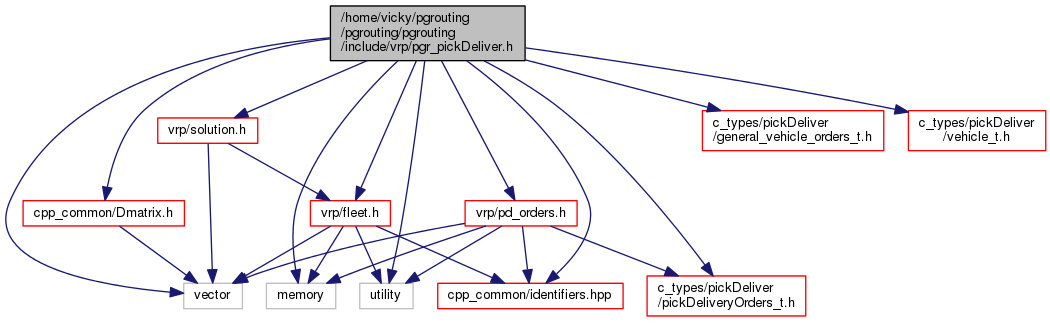 /home/vicky/pgrouting
/pgrouting/pgrouting
/include/vrp/pgr_pickDeliver.h
c_types/pickDeliver
/general_vehicle_orders_t.h
c_types/pickDeliver
/vehicle_t.h
vrp/solution.h
cpp_common/Dmatrix.h
vrp/fleet.h
vrp/pd_orders.h
vector
memory
utility
cpp_common/identifiers.hpp
c_types/pickDeliver
/pickDeliveryOrders_t.h